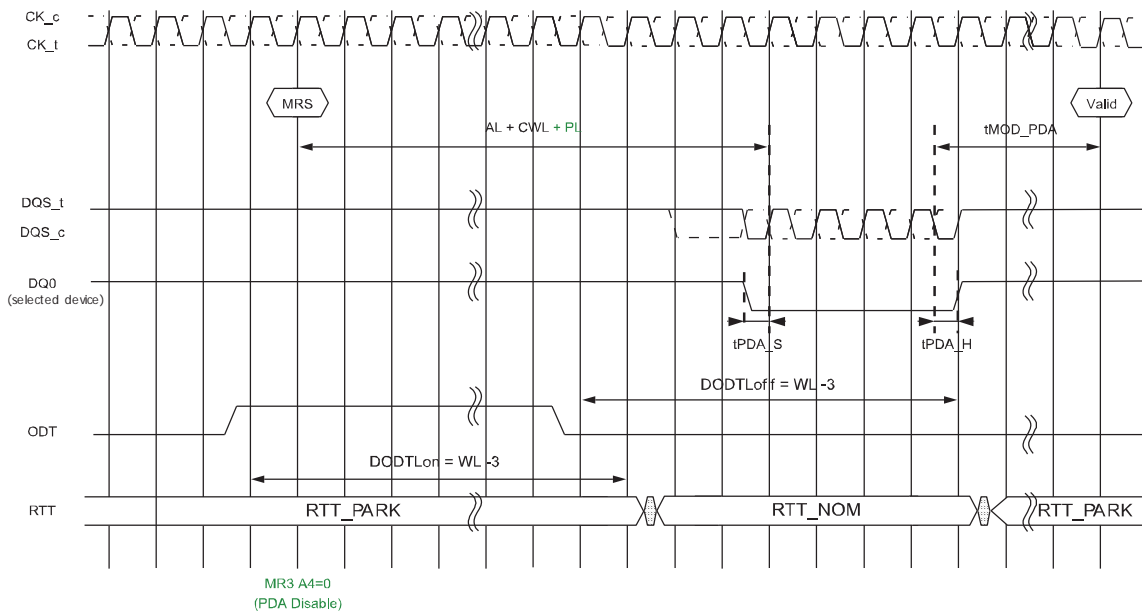 CK_c
CK_t
MRS
Valid
AL + CWL + PL
tMOD_PDA
DQS_t
DQS_c
DQ0
(selected device)
tPDA_S
tPDA_H
DODTLoff = WL -3
ODT
DODTLon = WL -3
RTT
RTT_PARK
RTT_NOM
RTT_PARK
MR3 A4=0
(PDA Disable)